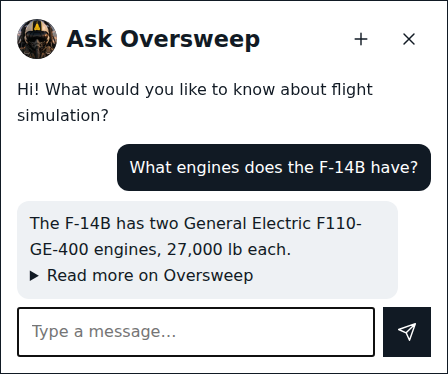 Ask Oversweep
Hi! What would you like to know about flight
simulation?
What engines does the F-14B have?
The F-14B has two General Electric F110-
GE-400 engines, 27,000 lb each.
Read more on Oversweep
Type a message...